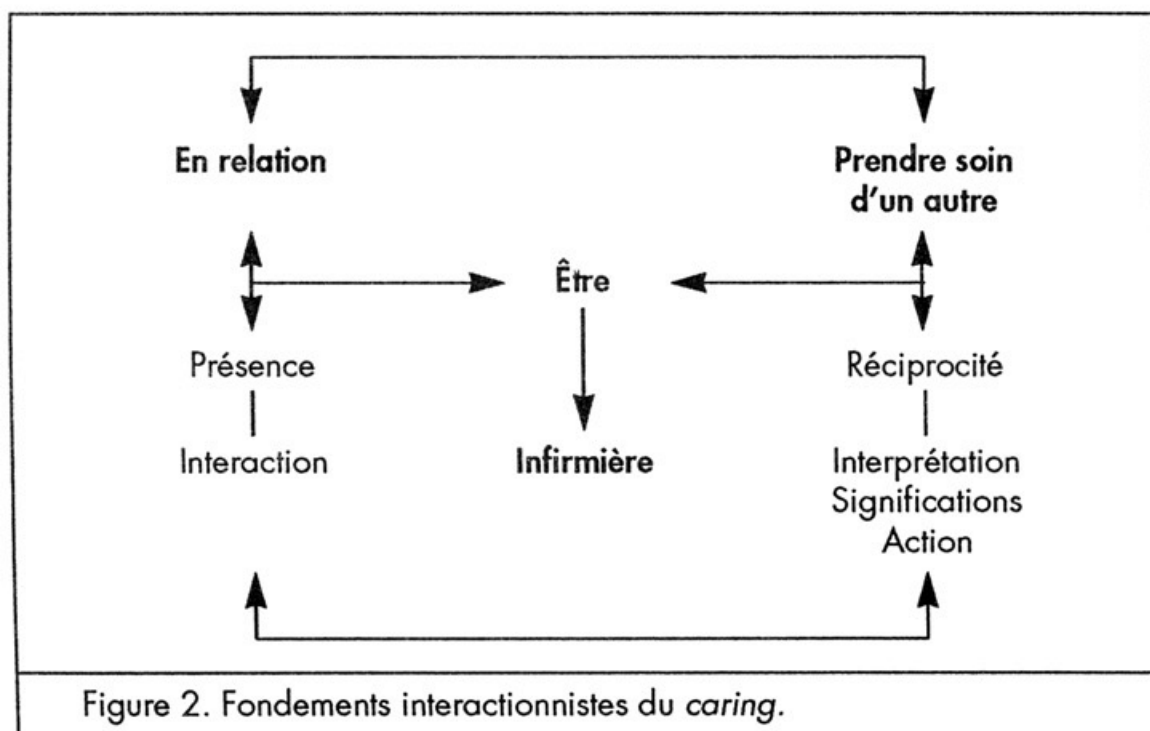 En relation
Prendre soin
d'un autre
Être
Présence
Réciprocité
Interaction
Infirmière
Interprétation
Significations
Action
Figure 2. Fondements interactionnistes du caring.